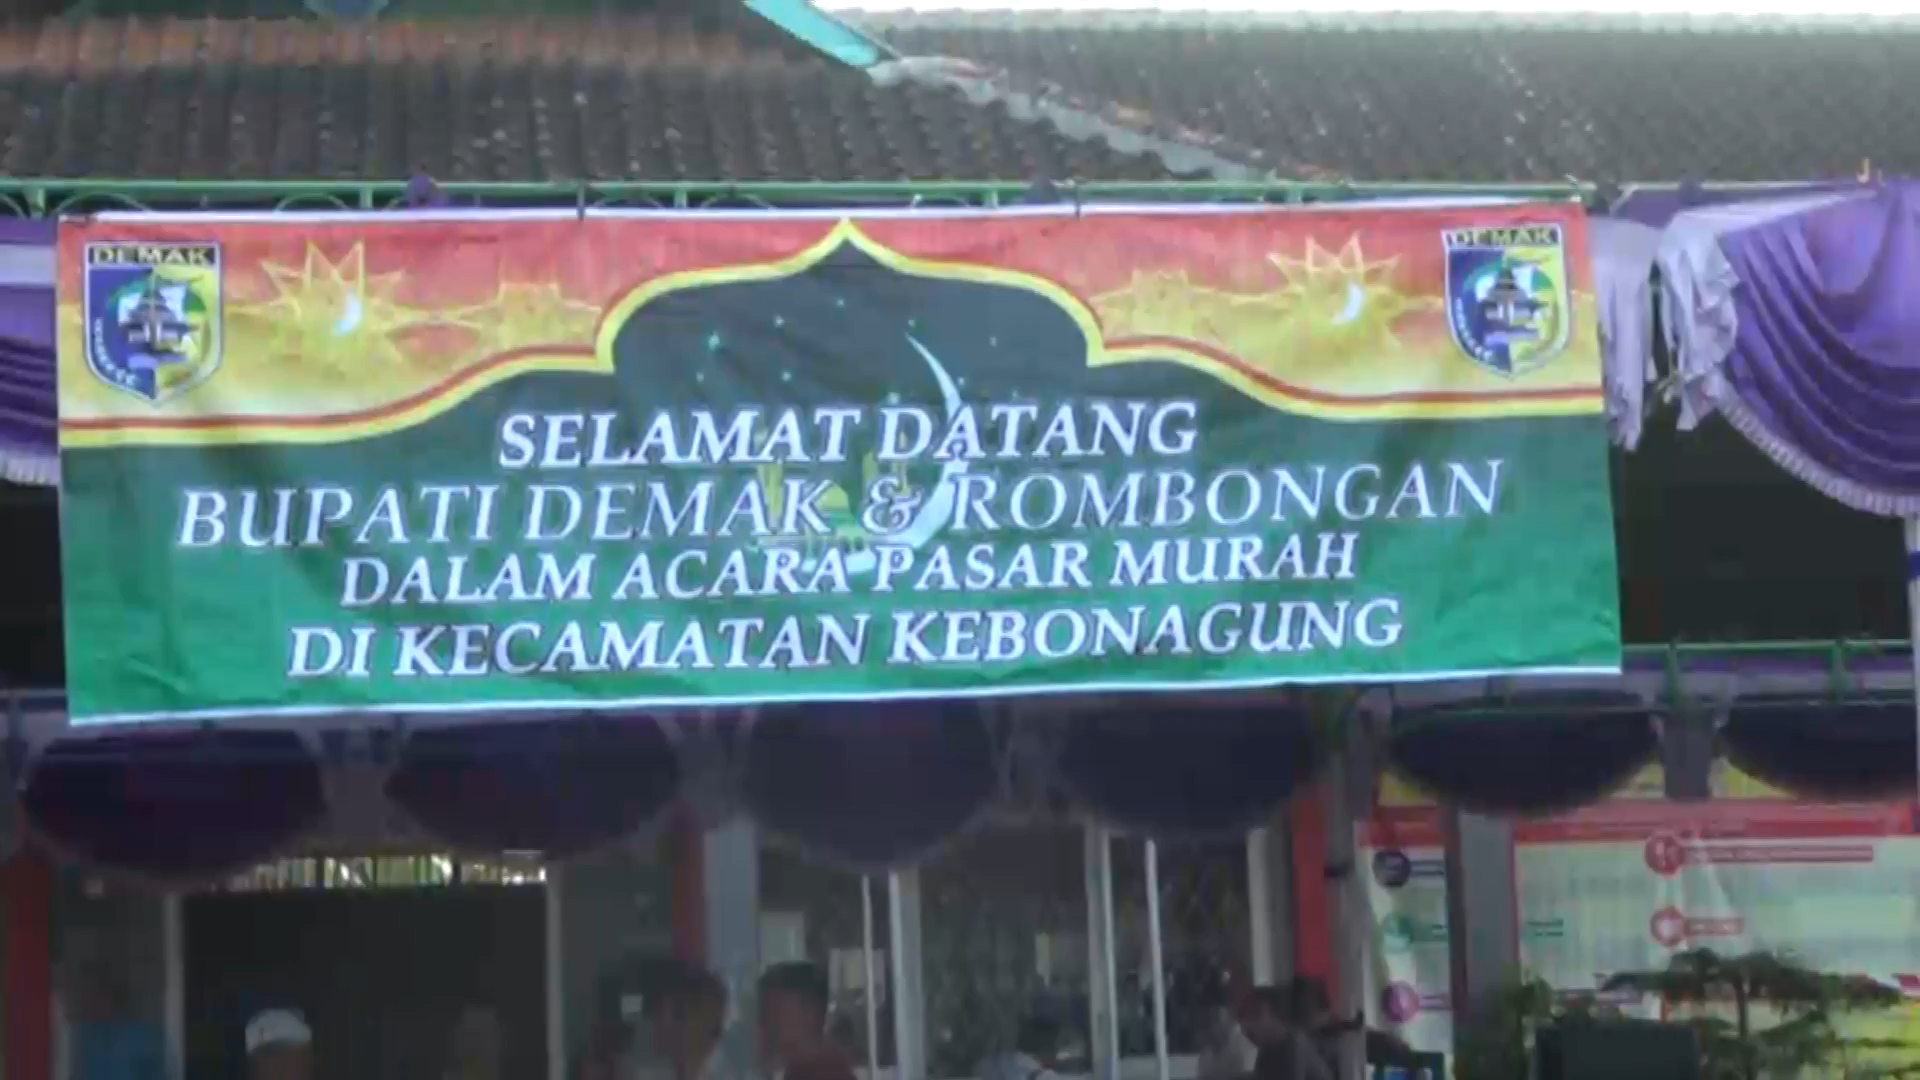 DEMAK
DEMAK
SELAMAT DATANG
BUPATI DEMAK & ROMBONGAN
DALAM ACARA PASAR MURAH
DI KECAMATAN KEBONAGUNG